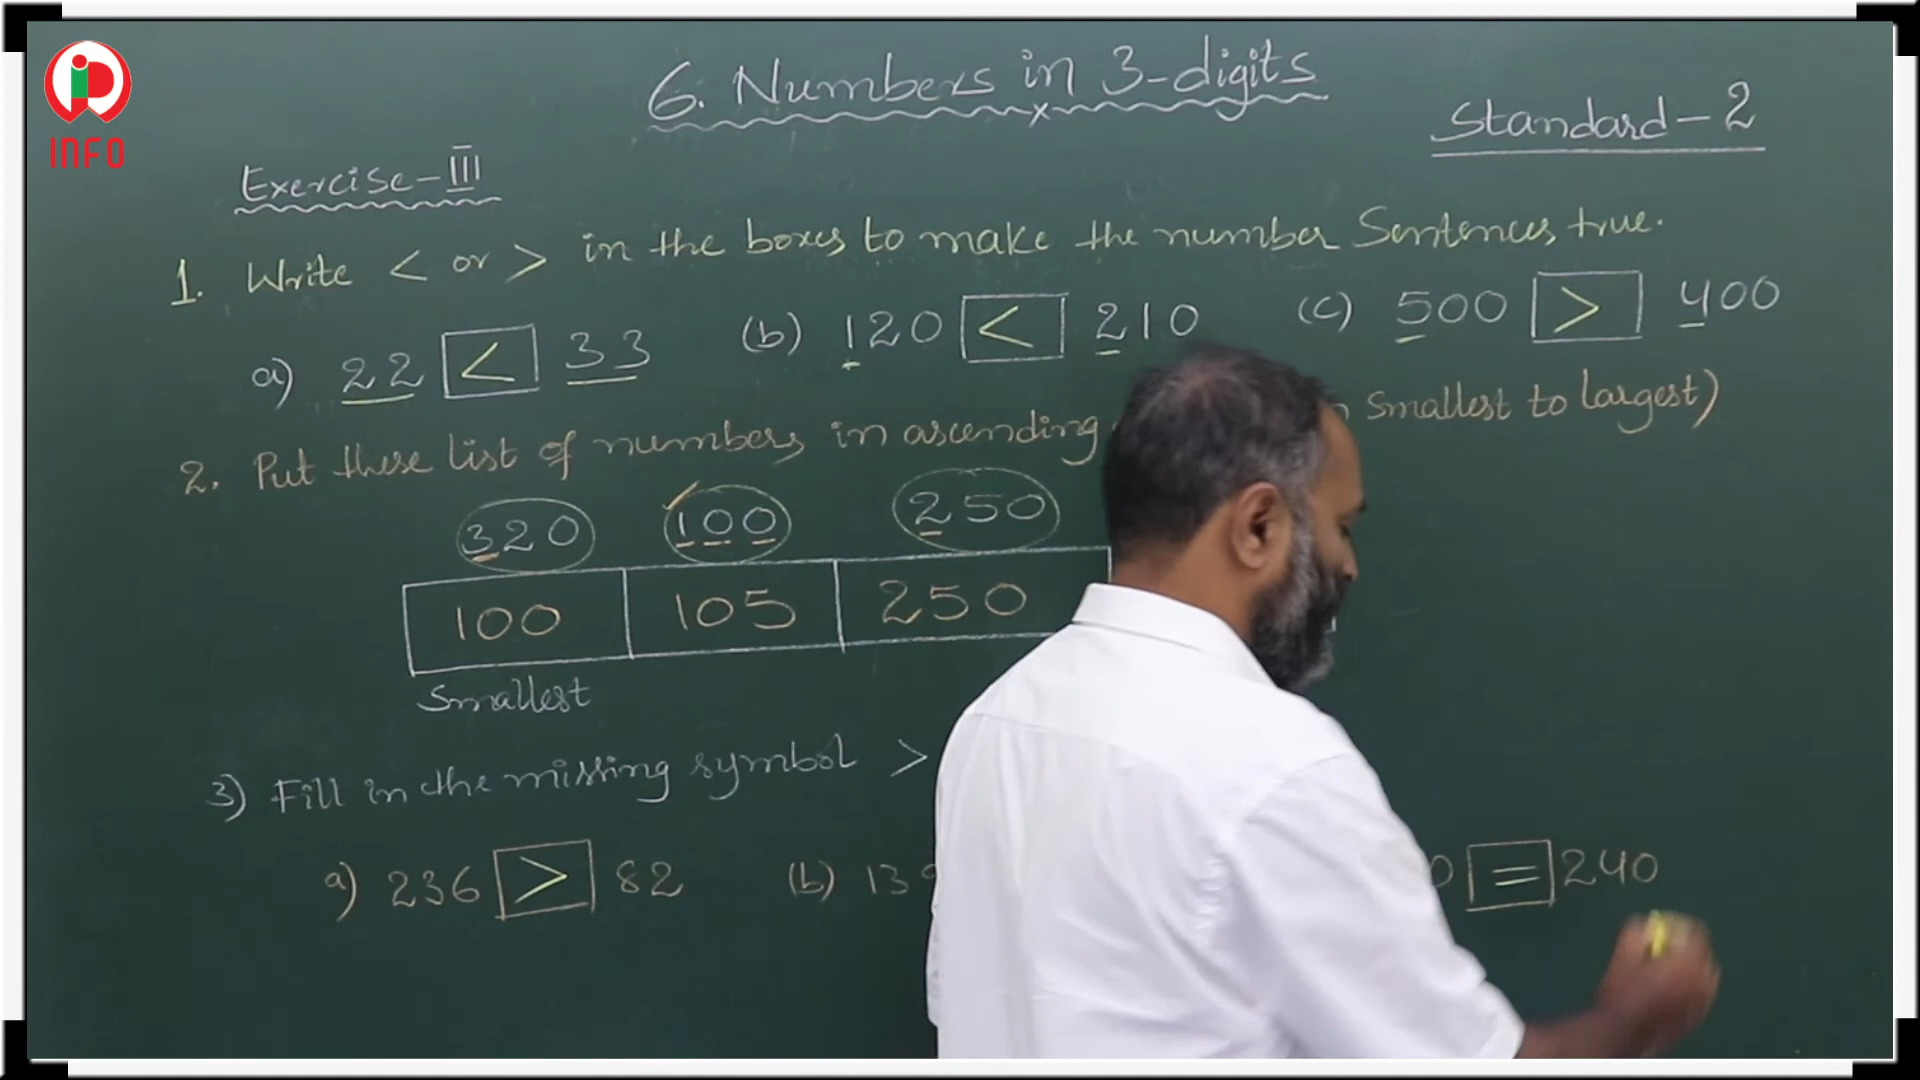 INFO
6. Numbers in 3-digits
Standard-2
Exercise-III
1. Write < or > in the boxes to make the number Sentences true.
a) 22 < 33 (b) 120 < 210 (c) 500 > 400
2. Put these list of numbers in ascending smallest to largest)
320 100 250
100 105 250
Smallest
3) Fill in the missing symbol >
a) 236 > 82 (b) 13 0 = 240